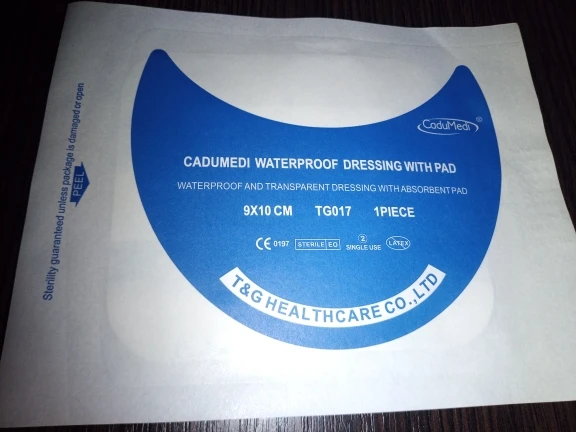 CaduMedi ®
CADUMEDI WATERPROOF DRESSING WITH PAD
WATERPROOF AND TRANSPARENT DRESSING WITH ABSORBENT PAD
9X10 CM TG017 1PIECE
CE 0197 STERILE EO 2 SINGLE USE LATEX
T&G HEALTHCARE CO.,LTD
Sterility guaranteed unless package is damaged or open
PEEL